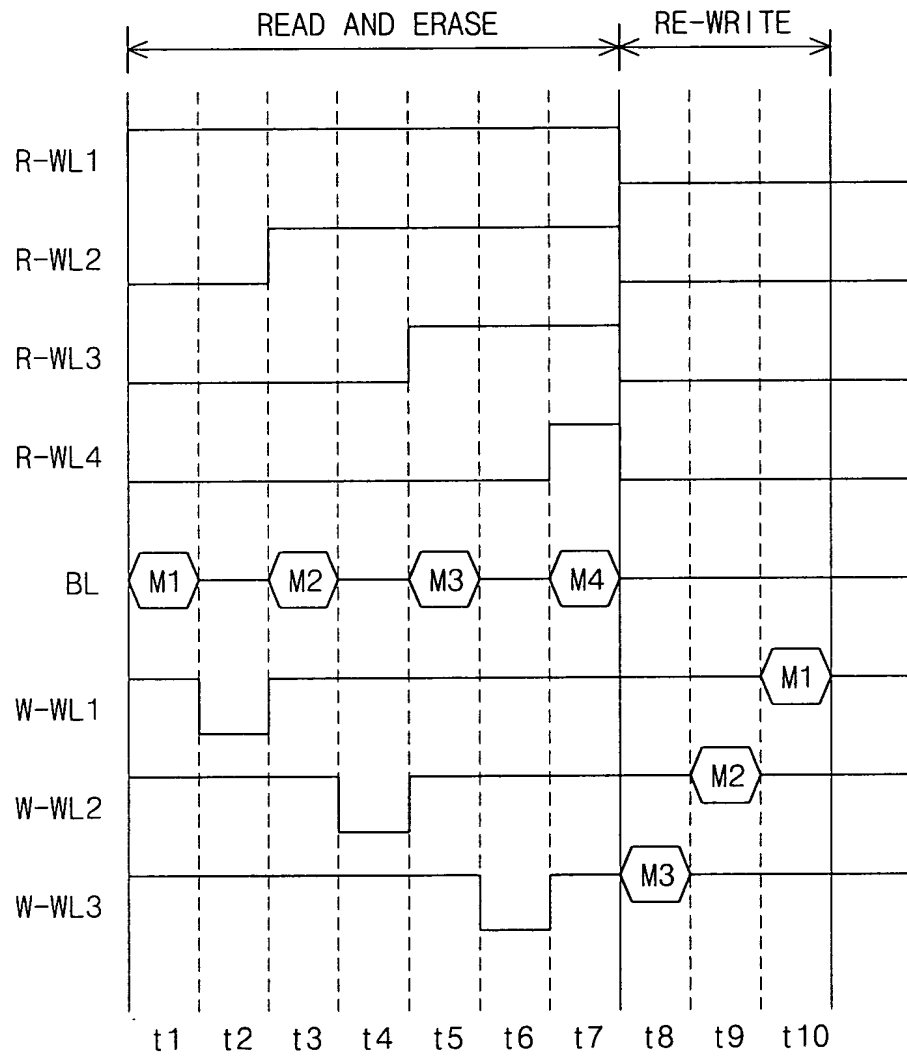 READ AND ERASE RE-WRITE
R-WL1
R-WL2
R-WL3
R-WL4
BL M1 M2 M3 M4
W-WL1 M1
W-WL2 M2
W-WL3 M3
t1 t2 t3 t4 t5 t6 t7 t8 t9 t10